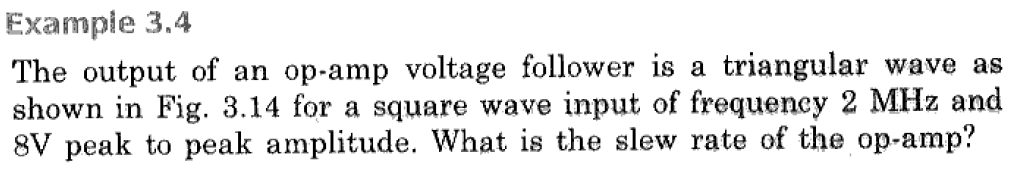 Example 3.4
The output of an op-amp voltage follower is a triangular wave as
shown in Fig. 3.14 for a square wave input of frequency 2 MHz and
8V peak to peak amplitude. What is the slew rate of the op-amp?